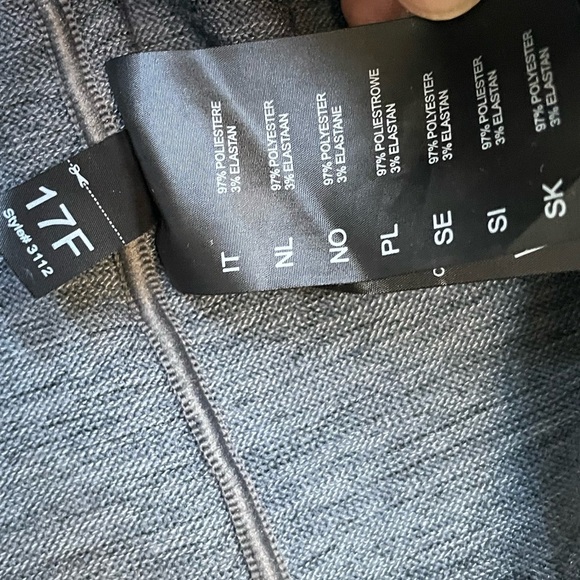 17F
Style# 3112
IT
97% POLIESTERE
3% ELASTAN
NL
97% POLYESTER
3% ELASTAAN
NO
97% POLYESTER
3% ELASTANE
PL
97% POLIESTROWE
3% ELASTAN
SE
97% POLYESTER
3% ELASTAN
SI
97% POLYESTER
3% ELASTAN
SK
97% POLYESTER
3% ELASTAN
C